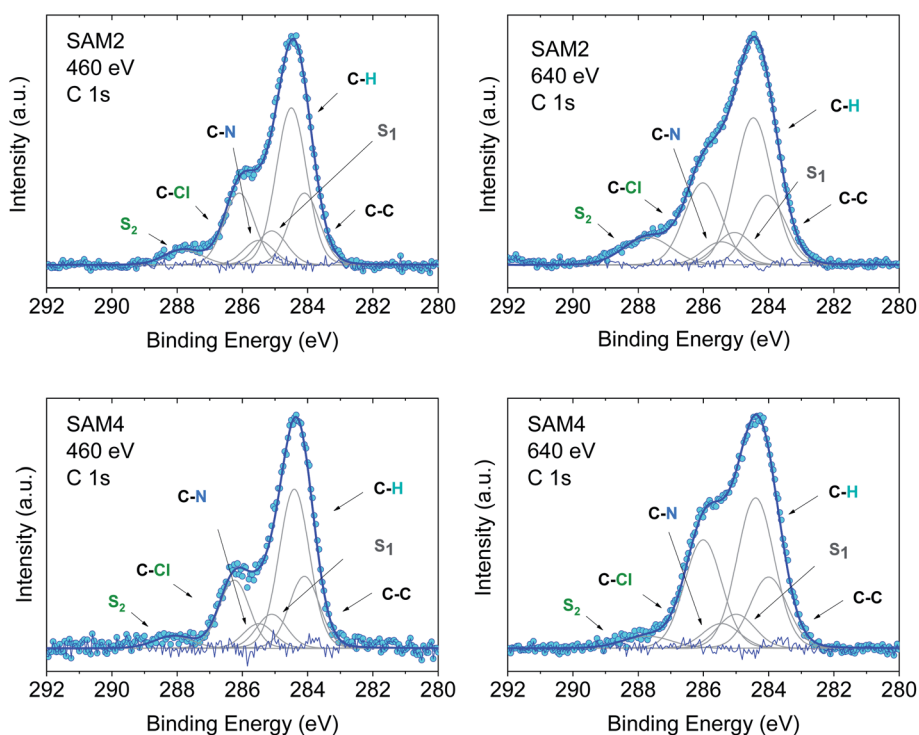 SAM2
460 eV
C 1s
C-H
C-N
S1
C-Cl
S2
C-C
Intensity (a.u.)
292 290 288 286 284 282 280
Binding Energy (eV)
SAM2
640 eV
C 1s
C-H
C-N
S1
C-Cl
S2
C-C
Intensity (a.u.)
292 290 288 286 284 282 280
Binding Energy (eV)
SAM4
460 eV
C 1s
C-N
C-H
S1
C-Cl
S2
C-C
Intensity (a.u.)
292 290 288 286 284 282 280
Binding Energy (eV)
SAM4
640 eV
C 1s
C-H
C-N
S1
C-Cl
S2
C-C
Intensity (a.u.)
292 290 288 286 284 282 280
Binding Energy (eV)